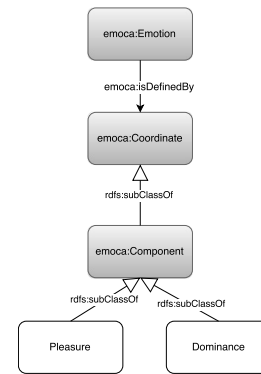 emoca:Emotion
emoca:isDefinedBy
emoca:Coordinate
rdfs:subClassOf
emoca:Component
rdfs:subClassOf
rdfs:subClassOf
Pleasure
Dominance